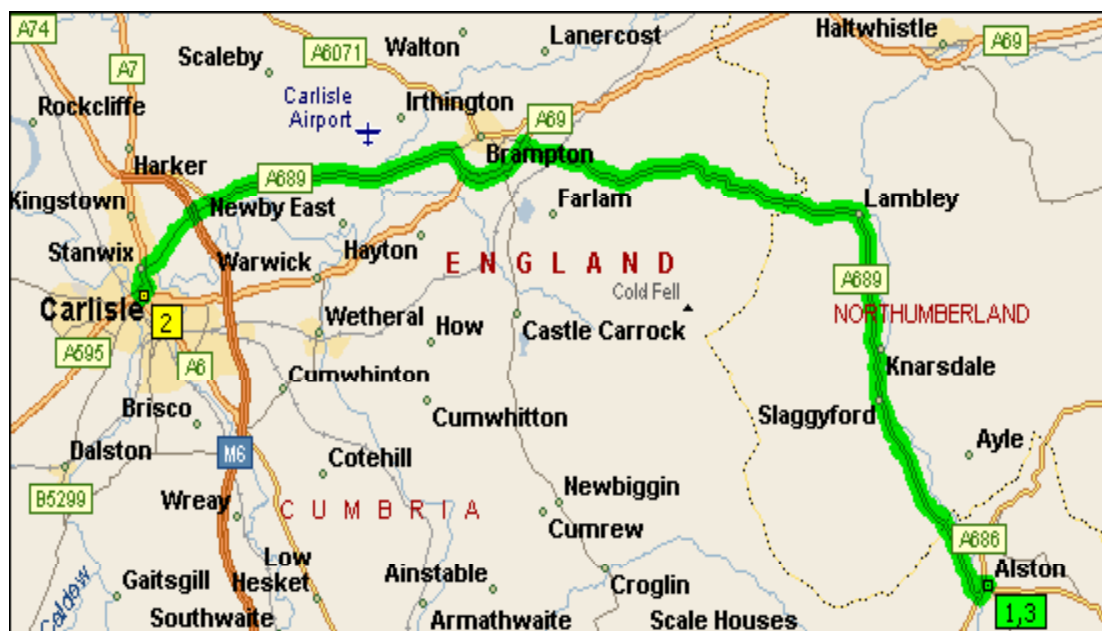 A74
Scaleby
A6071
Walton
Lanercost
Haltwhistle
A69
A7
Rockcliffe
Carlisle
Airport
Irthington
A69
Harker
Brampton
A689
Kingstown
Newby East
Farlam
Lambley
Stanwix
Warwick
Hayton
ENGLAND
A689
Cold Fell
Carlisle
2
Wetheral
How
Castle Carrock
NORTHUMBERLAND
A595
A6
Cumwhinton
Knarsdale
Brisco
Cumwhitton
Slaggyford
Dalston
M6
Cotehill
Ayle
B5299
Wreay
CUMBRIA
Newbiggin
Cumrew
A686
Low
Hesket
Caldew
Gaitsgill
Ainstable
Croglin
Alston
Southwaite
Armathwaite
Scale Houses
1,3